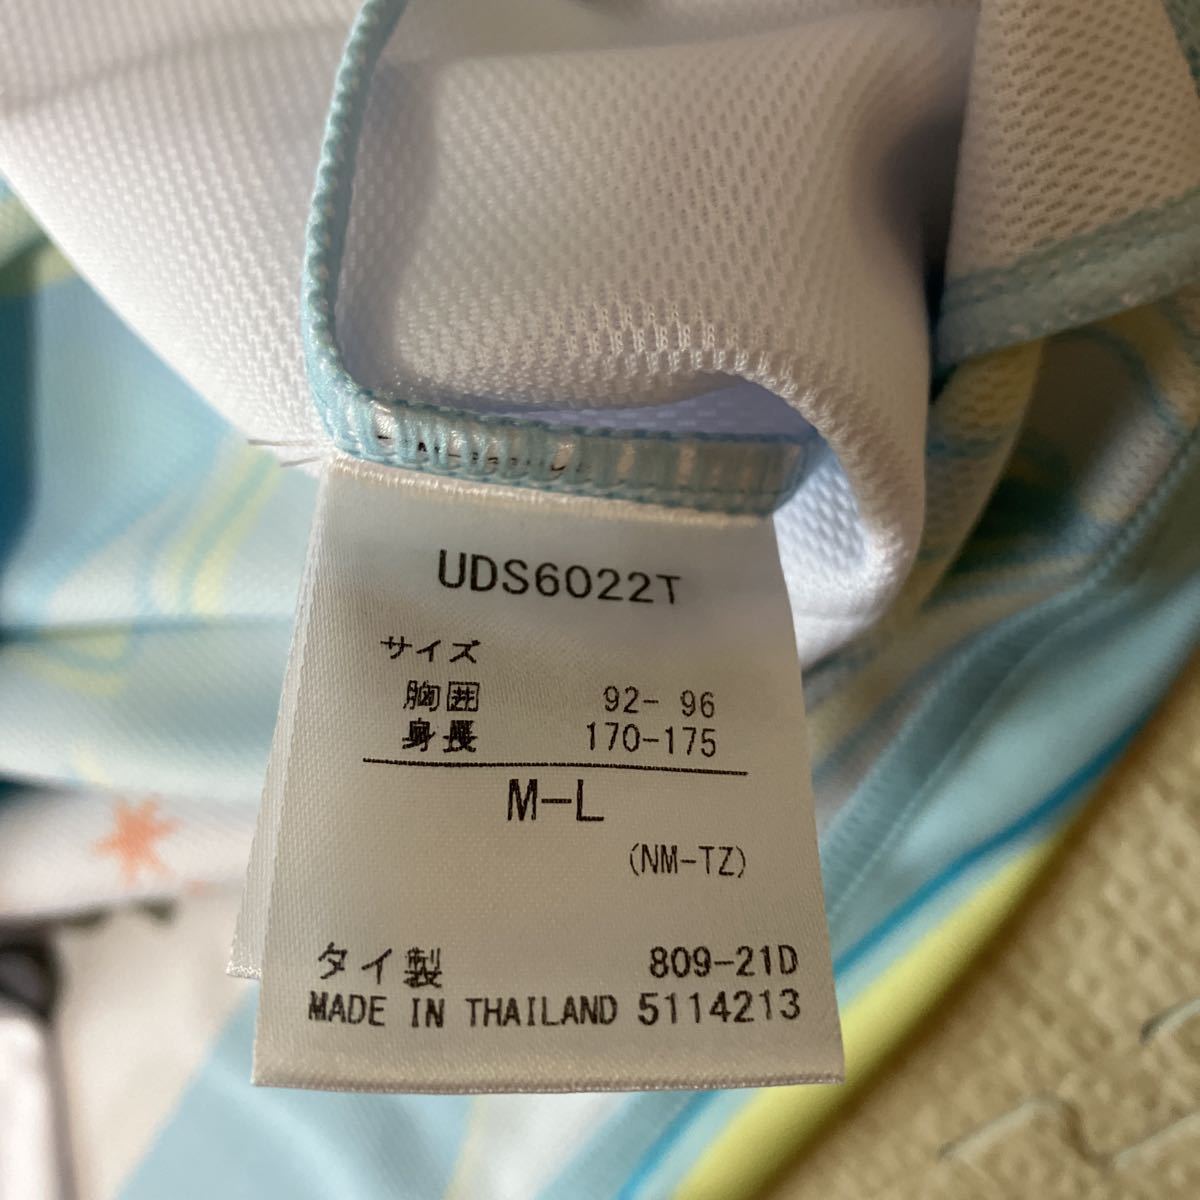 UDS6022T
サイズ
胸囲 92- 96
身長 170-175
M-L
(NM-TZ)
タイ製 809-21D
MADE IN THAILAND 5114213